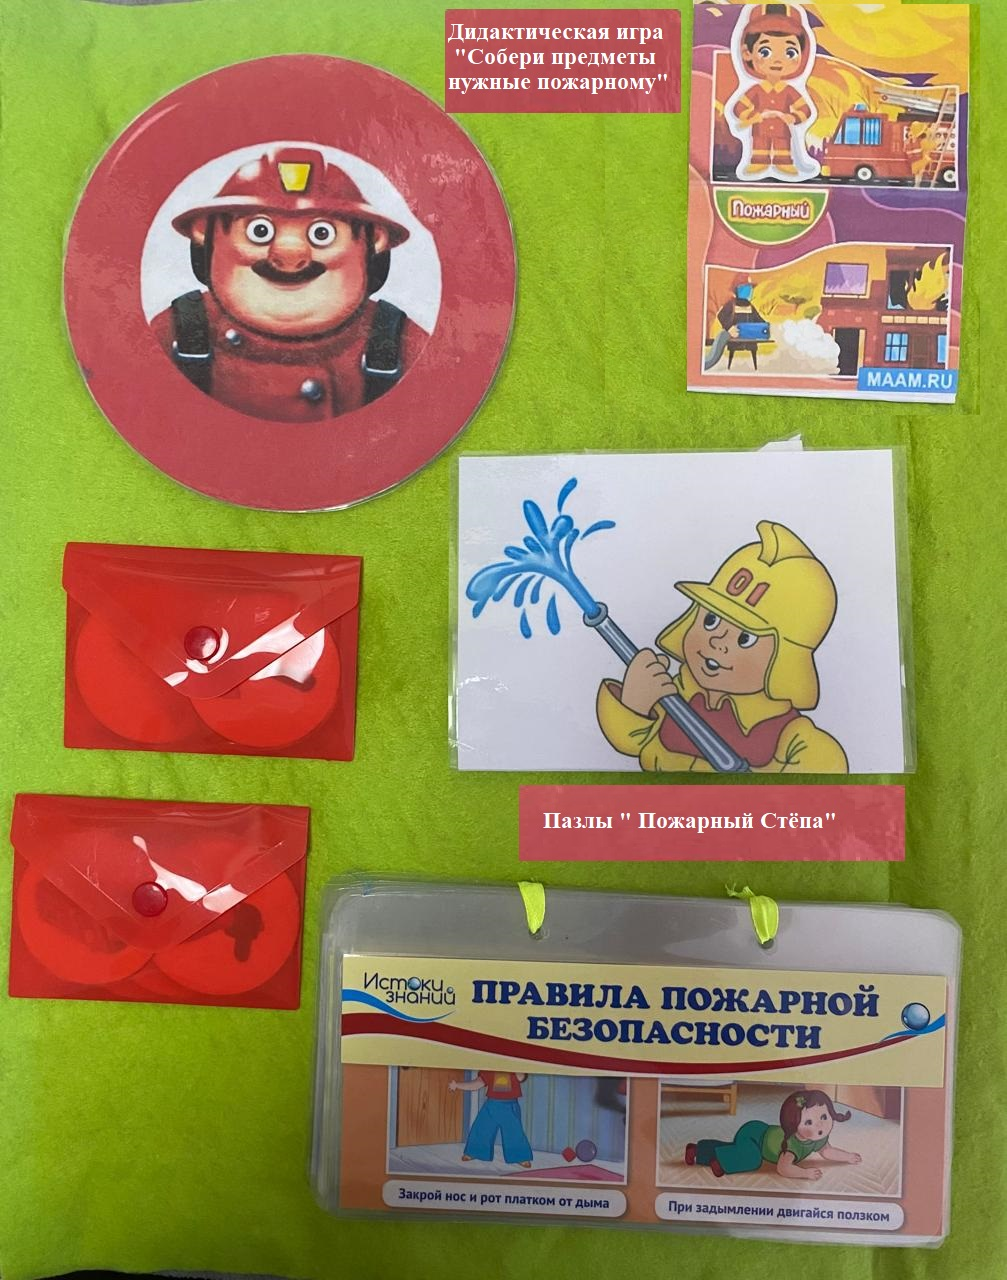 Дидактическая игра
"Собери предметы
нужные пожарному"
Пожарный
MAAM.RU
01
Пазлы " Пожарный Стёпа"
Истоки
знаний
ПРАВИЛА ПОЖАРНОЙ
БЕЗОПАСНОСТИ
Закрой нос и рот платком от дыма
При задымлении двигайся ползком